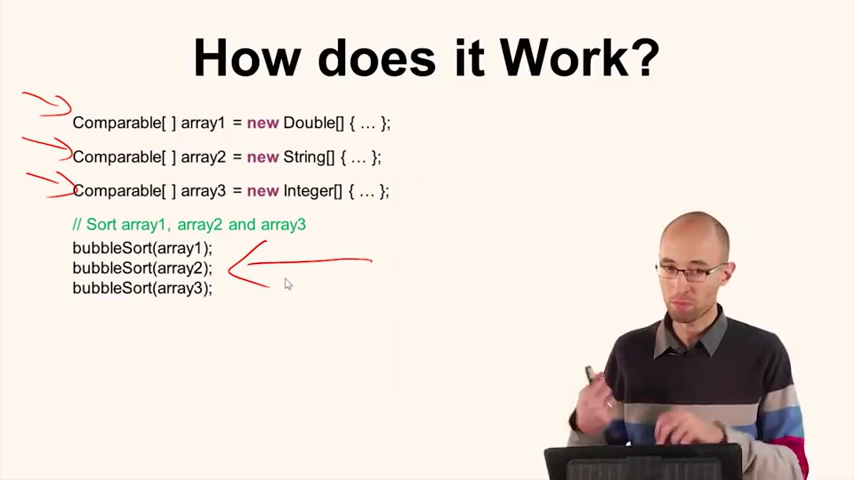 How does it Work?
Comparable[ ] array1 = new Double[] { … };
Comparable[ ] array2 = new String[] { … };
Comparable[ ] array3 = new Integer[] { … };
// Sort array1, array2 and array3
bubbleSort(array1);
bubbleSort(array2);
bubbleSort(array3);